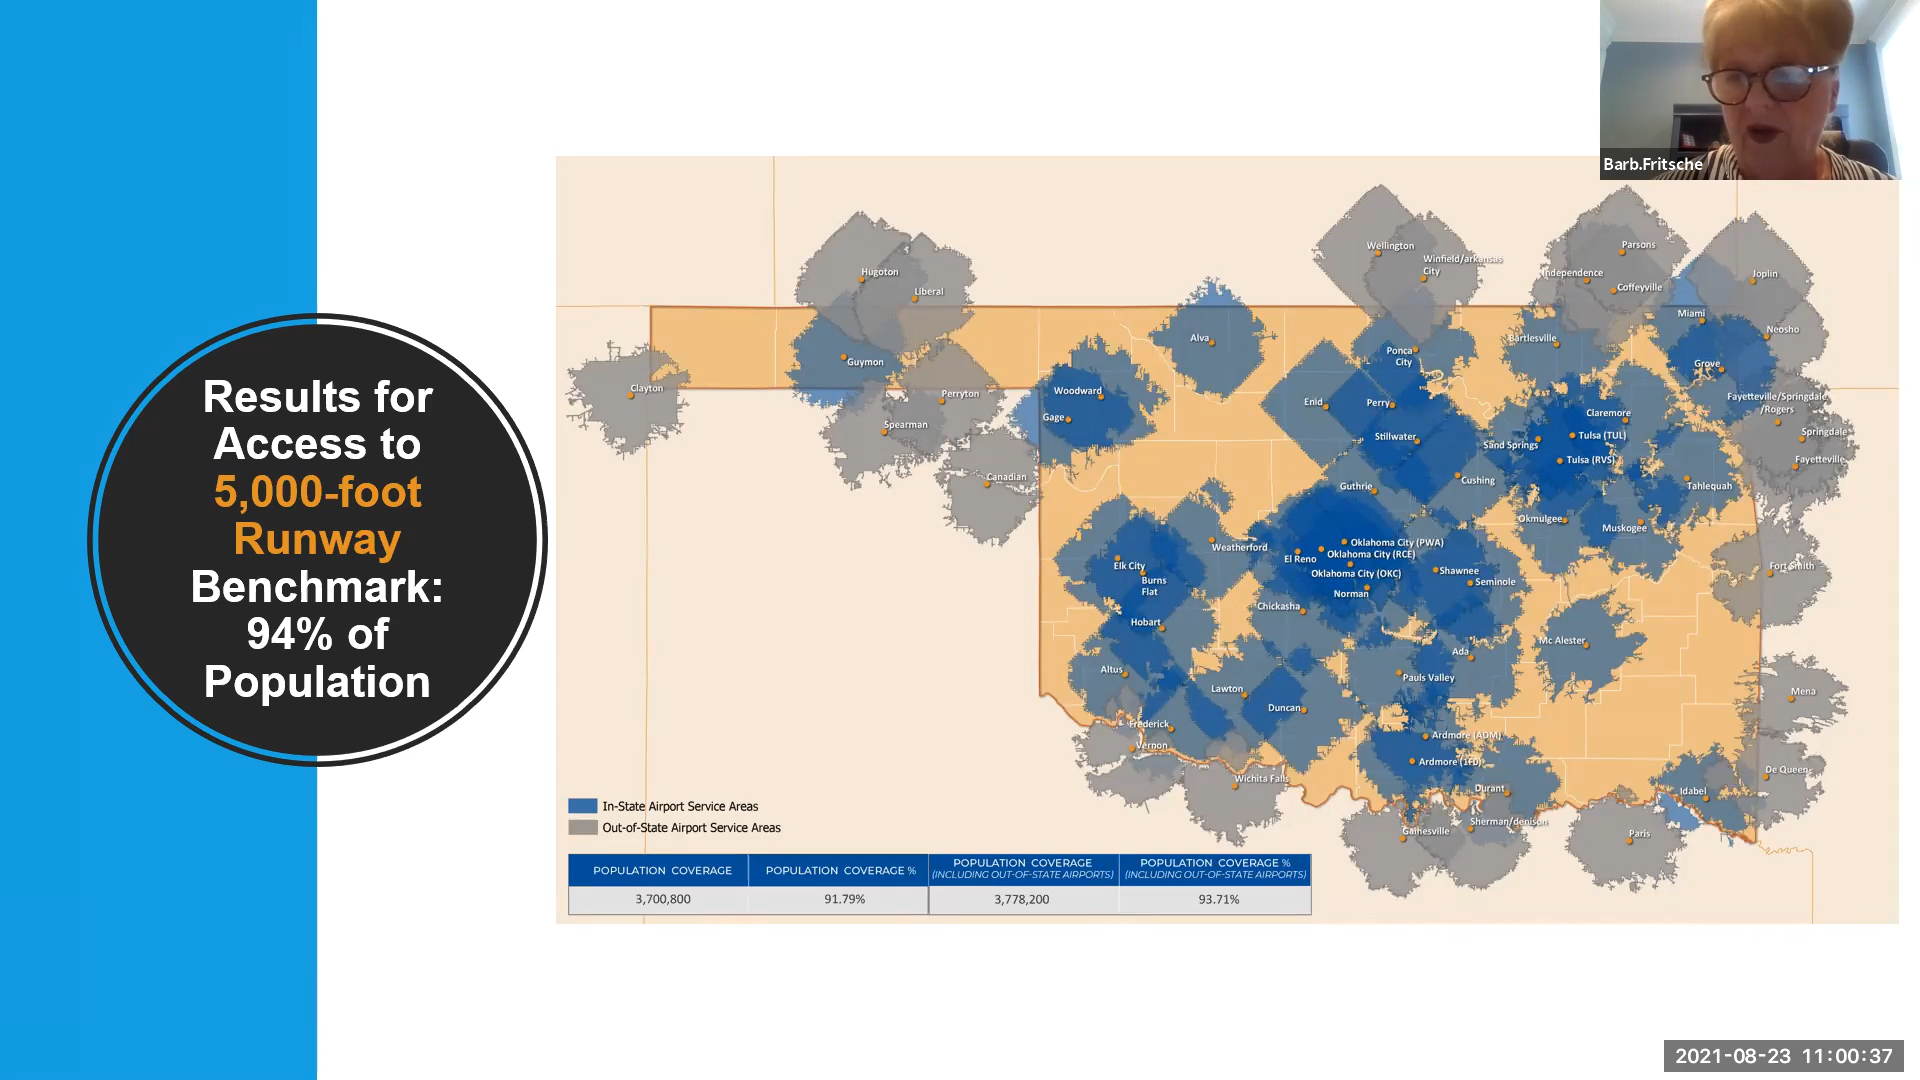 Results for
Access to
5,000-foot
Runway
Benchmark:
94% of
Population
Barb.Fritsche
Wellington
Winfield/arkansas
City
Parsons
Independence
Coffeyville
Joplin
Hugoton
Liberal
Miami
Neosho
Alva
Bartlesville
Ponca
City
Guymon
Grove
Clayton
Perryton
Woodward
Fayetteville/Springdale
/Rogers
Enid
Perry
Gage
Claremore
Spearman
Stillwater
Sand Springs
Tulsa (TUL)
Springdale
Tulsa (RVS)
Fayetteville
Canadian
Guthrie
Cushing
Tahlequah
Okmulgee
Muskogee
Weatherford
Oklahoma City (PWA)
El Reno
Oklahoma City (RCE)
Elk City
Oklahoma City (OKC)
Shawnee
Fort Smith
Burns
Flat
Seminole
Norman
Chickasha
Hobart
Mc Alester
Ada
Altus
Pauls Valley
Lawton
Mena
Duncan
Frederick
Ardmore (ADM)
Vernon
Ardmore (1F0)
De Queen
Wichita Falls
Durant
Idabel
Sherman/denison
Gainesville
Paris
In-State Airport Service Areas
Out-of-State Airport Service Areas
POPULATION COVERAGE
POPULATION COVERAGE %
POPULATION COVERAGE
(INCLUDING OUT-OF-STATE AIRPORTS)
POPULATION COVERAGE %
(INCLUDING OUT-OF-STATE AIRPORTS)
3,700,800
91.79%
3,778,200
93.71%
2021-08-23 11:00:37